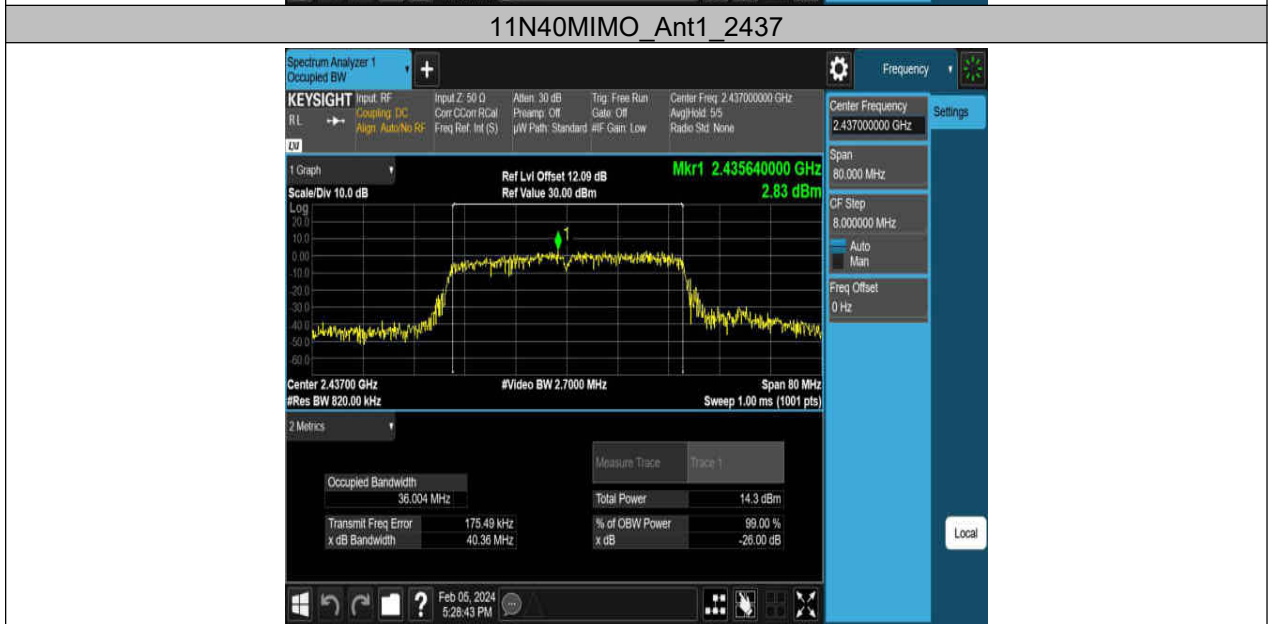 11N40MIMO_Ant1_2437
Spectrum Analyzer 1
Occupied BW
+
Frequency
KEYSIGHT
RL
LXI
Input: RF
Coupling: DC
Align: Auto/No RF
Input Z: 50 Ω
Corr CCorr RCal
Freq Ref: Int (S)
Atten: 30 dB
Preamp: Off
µW Path: Standard
Trig: Free Run
Gate: Off
#IF Gain: Low
Center Freq: 2.437000000 GHz
Avg|Hold: 5/5
Radio Std: None
Center Frequency
2.437000000 GHz
Settings
Span
80.000 MHz
CF Step
8.000000 MHz
Auto
Man
Freq Offset
0 Hz
Local
1 Graph
Scale/Div 10.0 dB
Ref Lvl Offset 12.09 dB
Ref Value 30.00 dBm
Mkr1 2.435640000 GHz
2.83 dBm
Log
20.0
10.0
0.00
-10.0
-20.0
-30.0
-40.0
-50.0
-60.0
1
Center 2.43700 GHz
#Res BW 820.00 kHz
#Video BW 2.7000 MHz
Span 80 MHz
Sweep 1.00 ms (1001 pts)
2 Metrics
Measure Trace Trace 1
Occupied Bandwidth
36.004 MHz
Total Power 14.3 dBm
Transmit Freq Error 175.49 kHz
% of OBW Power 99.00 %
x dB Bandwidth 40.36 MHz
x dB -26.00 dB
?
Feb 05, 2024
5:28:43 PM